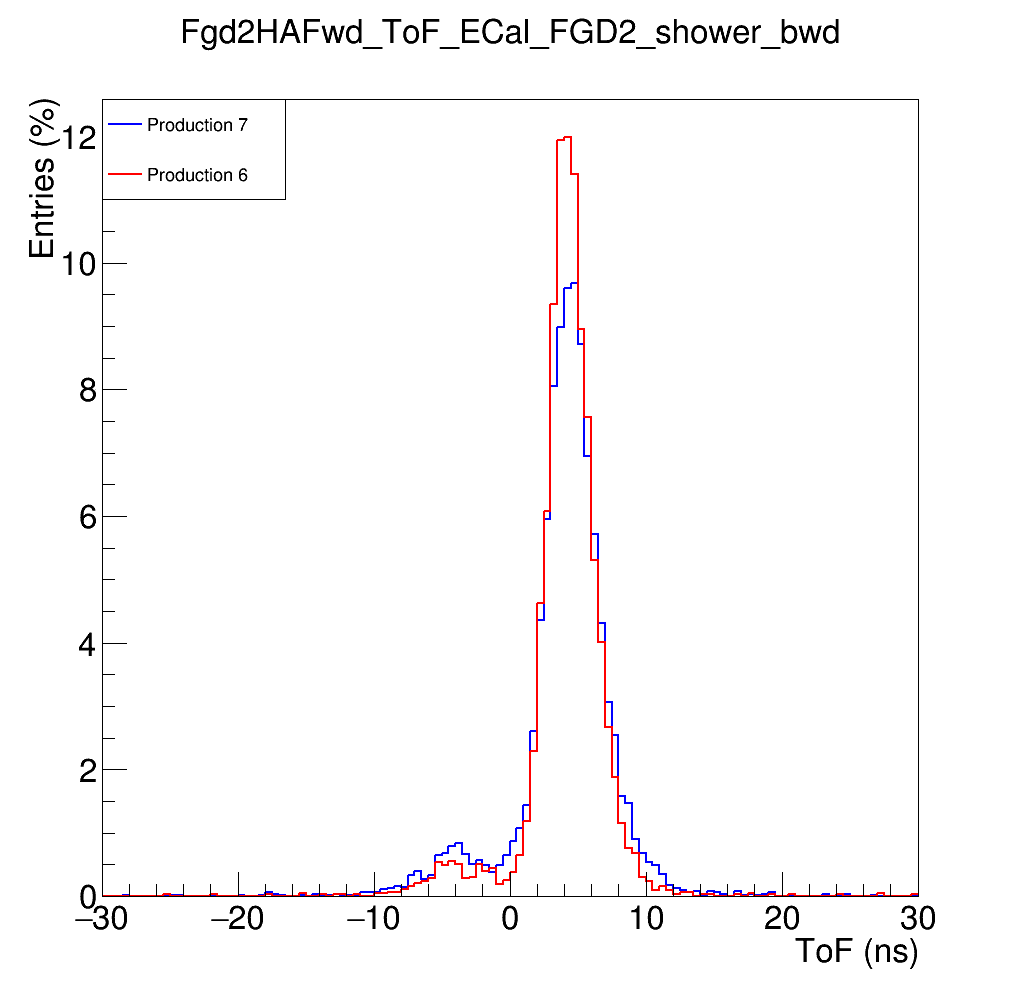 Fgd2HAFwd_ToF_ECal_FGD2_shower_bwd
Entries (%)
Production 7
Production 6
12
10
8
6
4
2
0
−30 −20 −10 0 10 20 30
ToF (ns)